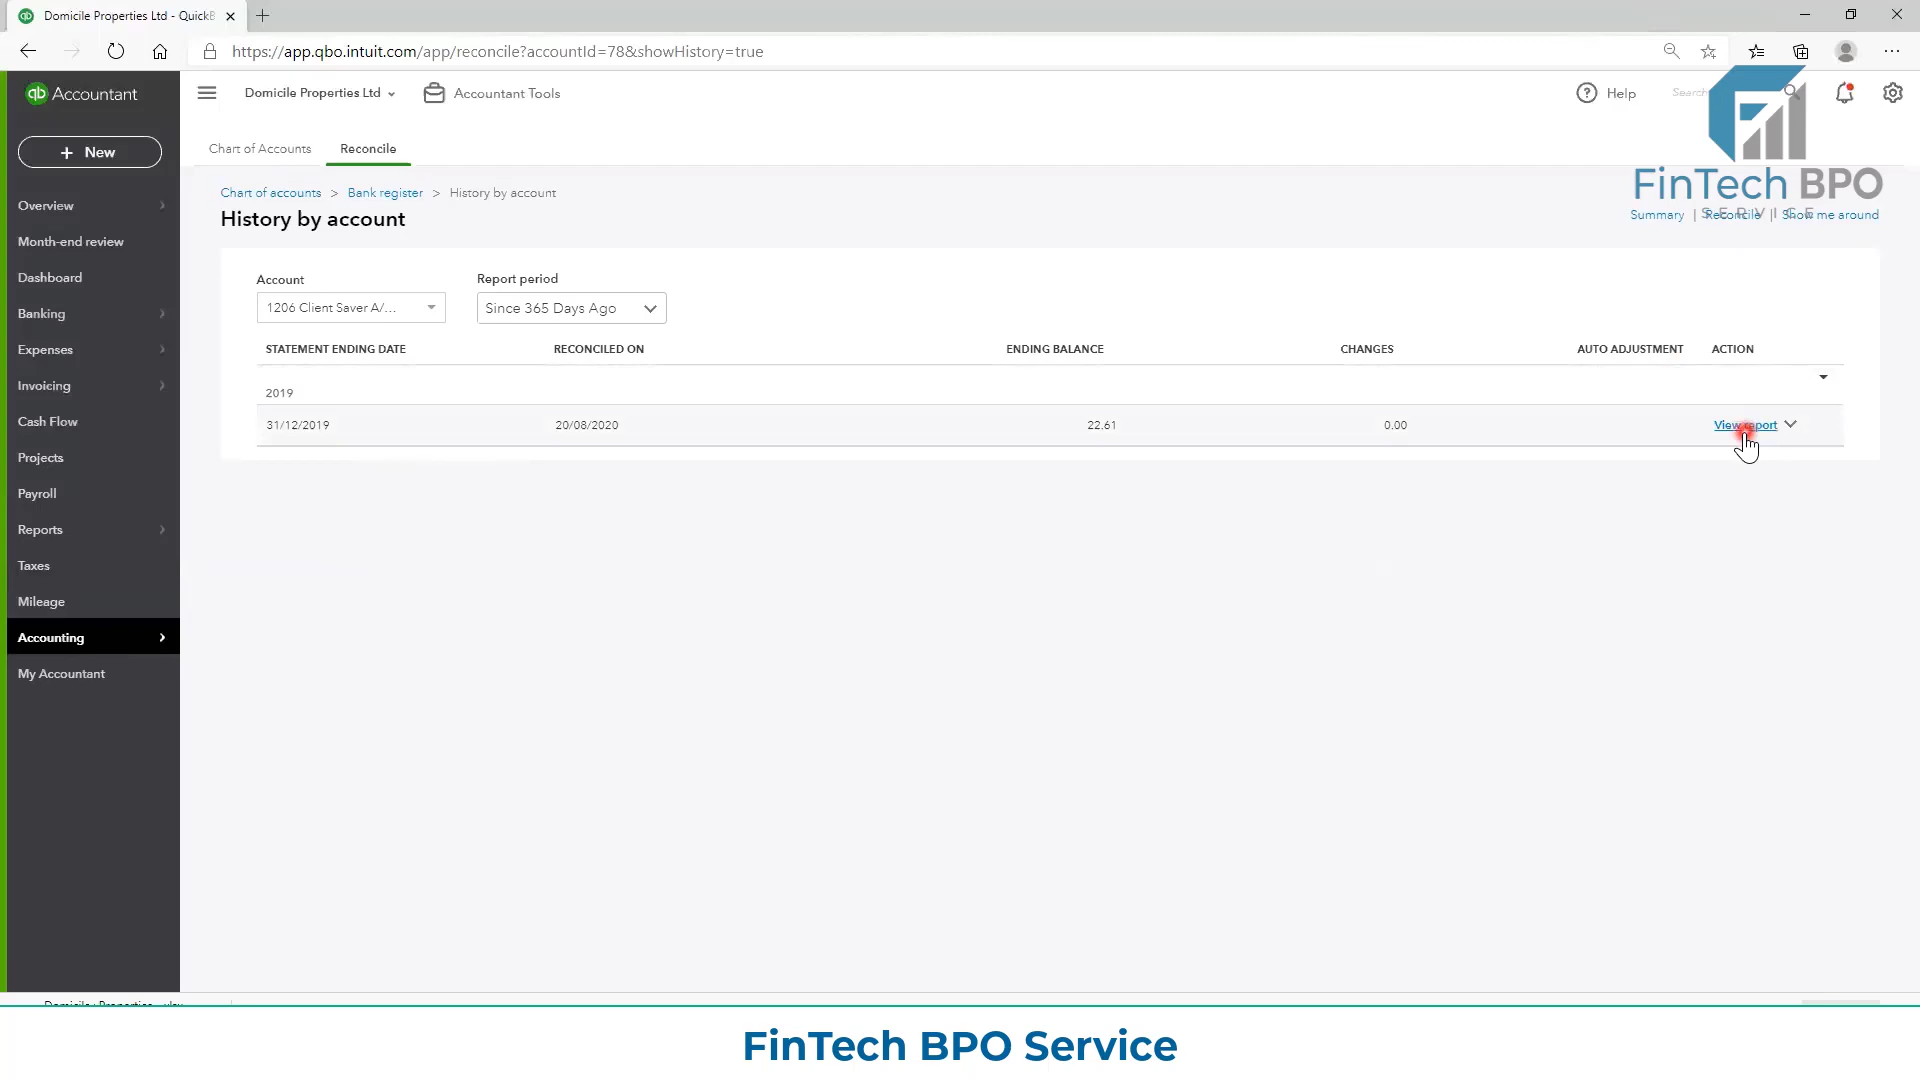 Domicile Properties Ltd - QuickB
https://app.qbo.intuit.com/app/reconcile?accountId=78&showHistory=true
qb Accountant
Domicile Properties Ltd
Accountant Tools
Help
Search
FinTech BPO
SERVICE
+ New
Chart of Accounts
Reconcile
Chart of accounts > Bank register > History by account
History by account
Summary | Reconcile | Show me around
Overview
Month-end review
Dashboard
Banking
Expenses
Invoicing
Cash Flow
Projects
Payroll
Reports
Taxes
Mileage
Accounting
My Accountant
Account
Report period
1206 Client Saver A/...
Since 365 Days Ago
STATEMENT ENDING DATE RECONCILED ON ENDING BALANCE CHANGES AUTO ADJUSTMENT ACTION
2019
31/12/2019 20/08/2020 22.61 0.00 View report
FinTech BPO Service